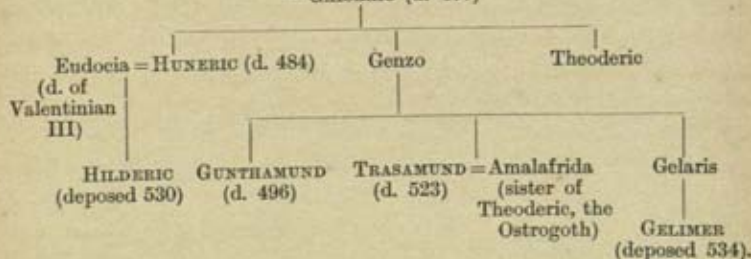 Eudocia = HUNERIC (d. 484) Genzo Theoderic
(d. of
Valentinian
III)
HILDERIC GUNTHAMUND TRASAMUND = Amalafrida Gelaris
(deposed 530) (d. 496) (d. 523) (sister of
Theoderic, the
Ostrogoth)
GELIMER
(deposed 534).